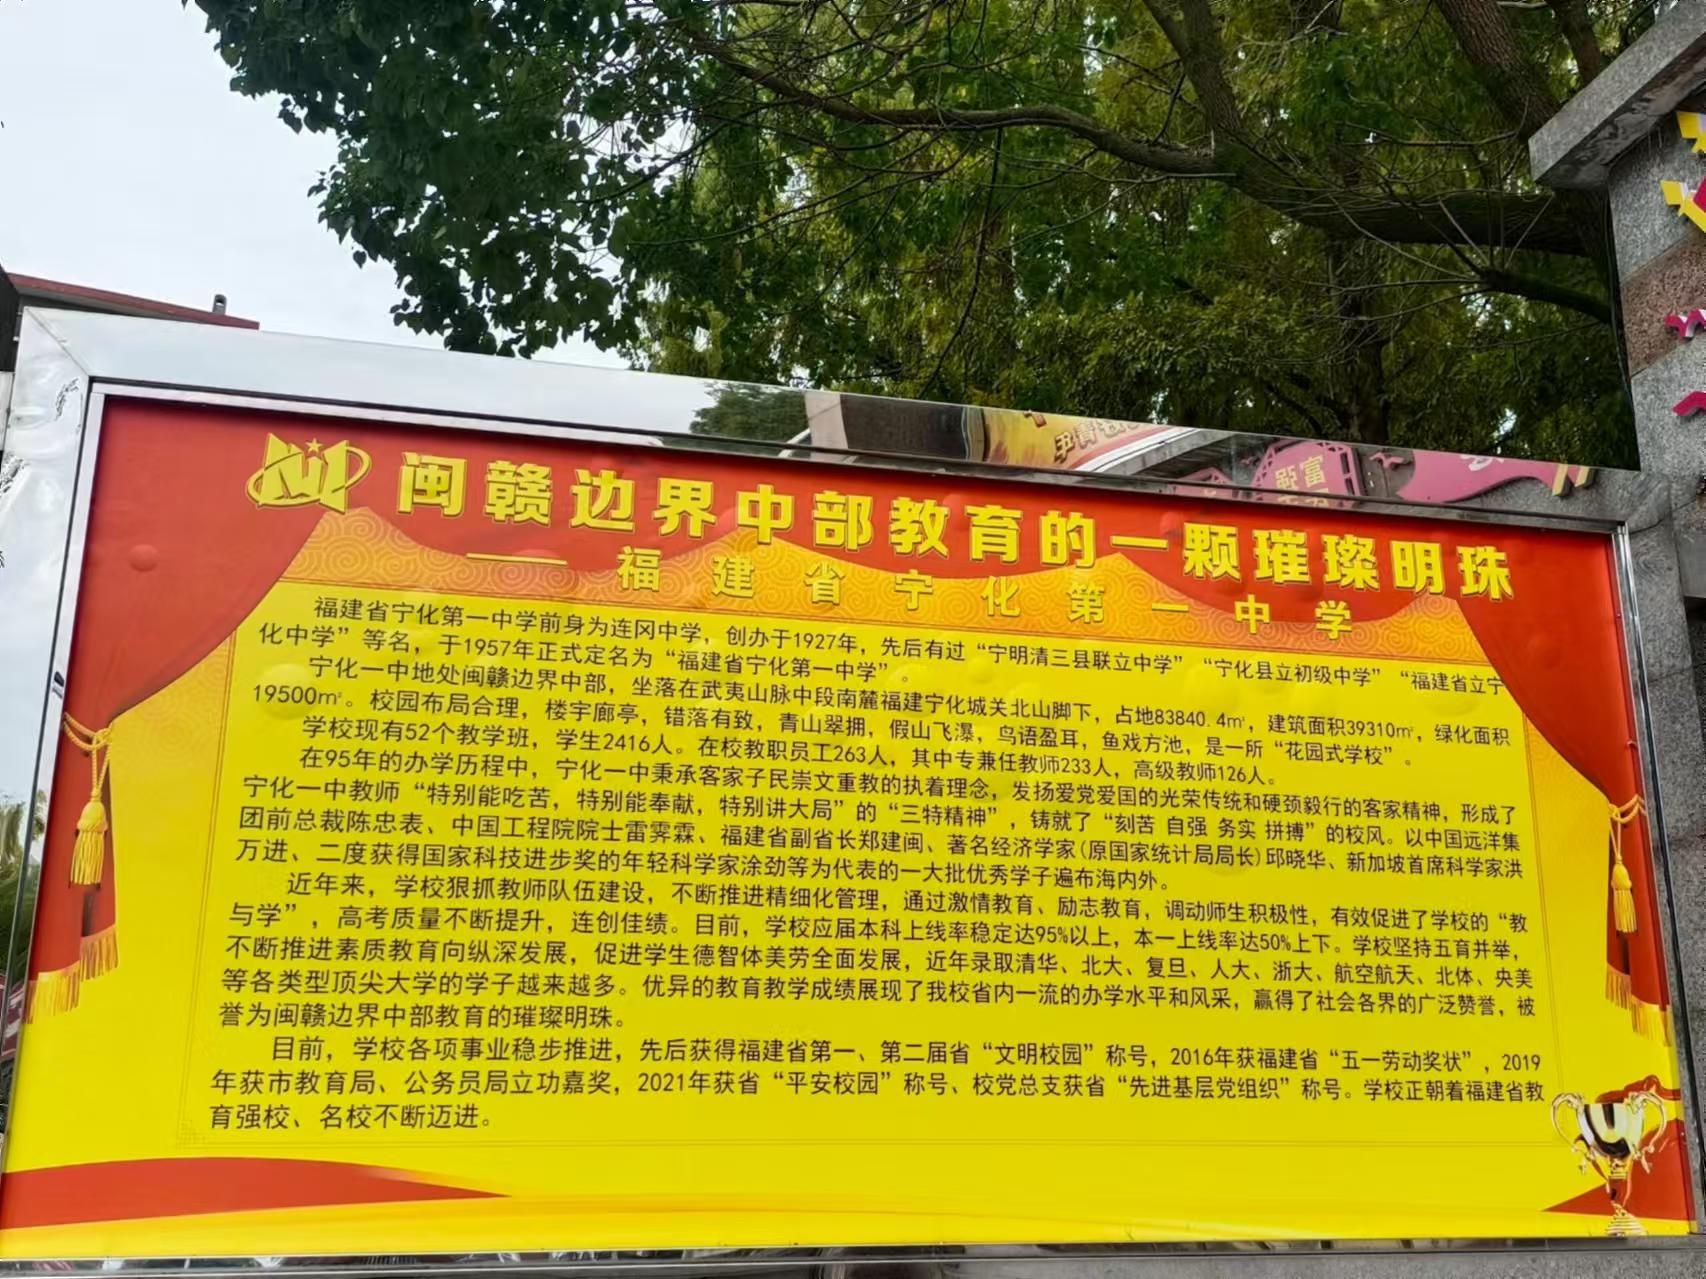 闽赣边界中部教育的一颗璀璨明珠
——福建省宁化第一中学
福建省宁化第一中学前身为连冈中学，创办于1927年，先后有过“宁明清三县联立中学”“宁化县立初级中学”“福建省立宁
化中学”等名，于1957年正式定名为“福建省宁化第一中学”。
宁化一中地处闽赣边界中部，坐落在武夷山脉中段南麓福建宁化城关北山脚下，占地83840.4㎡，建筑面积39310㎡，绿化面积
19500㎡。校园布局合理，楼宇廊亭，错落有致，青山翠拥，假山飞瀑，鸟语盈耳，鱼戏方池，是一所“花园式学校”。
学校现有52个教学班，学生2416人。在校教职员工263人，其中专兼任教师233人，高级教师126人。
在95年的办学历程中，宁化一中秉承客家子民崇文重教的执着理念，发扬爱党爱国的光荣传统和硬颈毅行的客家精神，形成了
宁化一中教师“特别能吃苦，特别能奉献，特别讲大局”的“三特精神”，铸就了“刻苦 自强 务实 拼搏”的校风。以中国远洋集
团前总裁陈忠表、中国工程院院士雷霁霖、福建省副省长郑建闽、著名经济学家(原国家统计局局长)邱晓华、新加坡首席科学家洪
万进、二度获得国家科技进步奖的年轻科学家涂劲等为代表的一大批优秀学子遍布海内外。
近年来，学校狠抓教师队伍建设，不断推进精细化管理，通过激情教育、励志教育，调动师生积极性，有效促进了学校的“教
与学”，高考质量不断提升，连创佳绩。目前，学校应届本科上线率稳定达95%以上，本一上线率达50%上下。学校坚持五育并举，
不断推进素质教育向纵深发展，促进学生德智体美劳全面发展，近年录取清华、北大、复旦、人大、浙大、航空航天、北体、央美
等各类型顶尖大学的学子越来越多。优异的教育教学成绩展现了我校省内一流的办学水平和风采，赢得了社会各界的广泛赞誉，被
誉为闽赣边界中部教育的璀璨明珠。
目前，学校各项事业稳步推进，先后获得福建省第一、第二届省“文明校园”称号，2016年获福建省“五一劳动奖状”，2019
年获市教育局、公务员局立功嘉奖，2021年获省“平安校园”称号、校党总支获省“先进基层党组织”称号。学校正朝着福建省教
育强校、名校不断迈进。